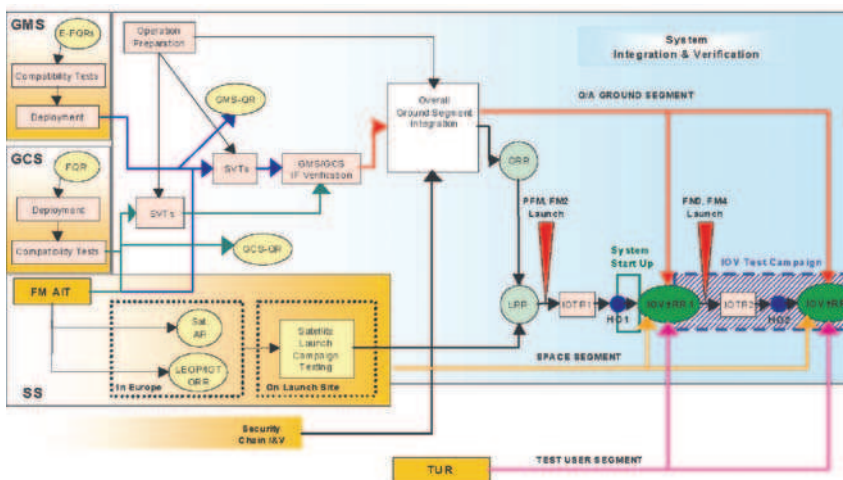 GMS
E-FQRs
Compatibility Tests
Deployment
GCS
FQR
Deployment
Compatibility Tests
FM AIT
SS
Operation
Preparation
GMS-QR
SVTs
GMS/GCS
I/F Verification
SVTs
GCS-QR
Overall
Ground Segment
Integration
System
Integration & Verification
O/A GROUND SEGMENT
ORR
PFM, FM2
Launch
FM3, FM4
Launch
System
Start Up
IOV Test Campaign
LRR
IOTR1
HO1
IOTR2
HO2
SPACE SEGMENT
Sat.
AR
LEOP/IOT
ORR
In Europe
Satellite
Launch
Campaign
Testing
On Launch Site
Security
Chain I&V
TUR
TEST USER SEGMENT